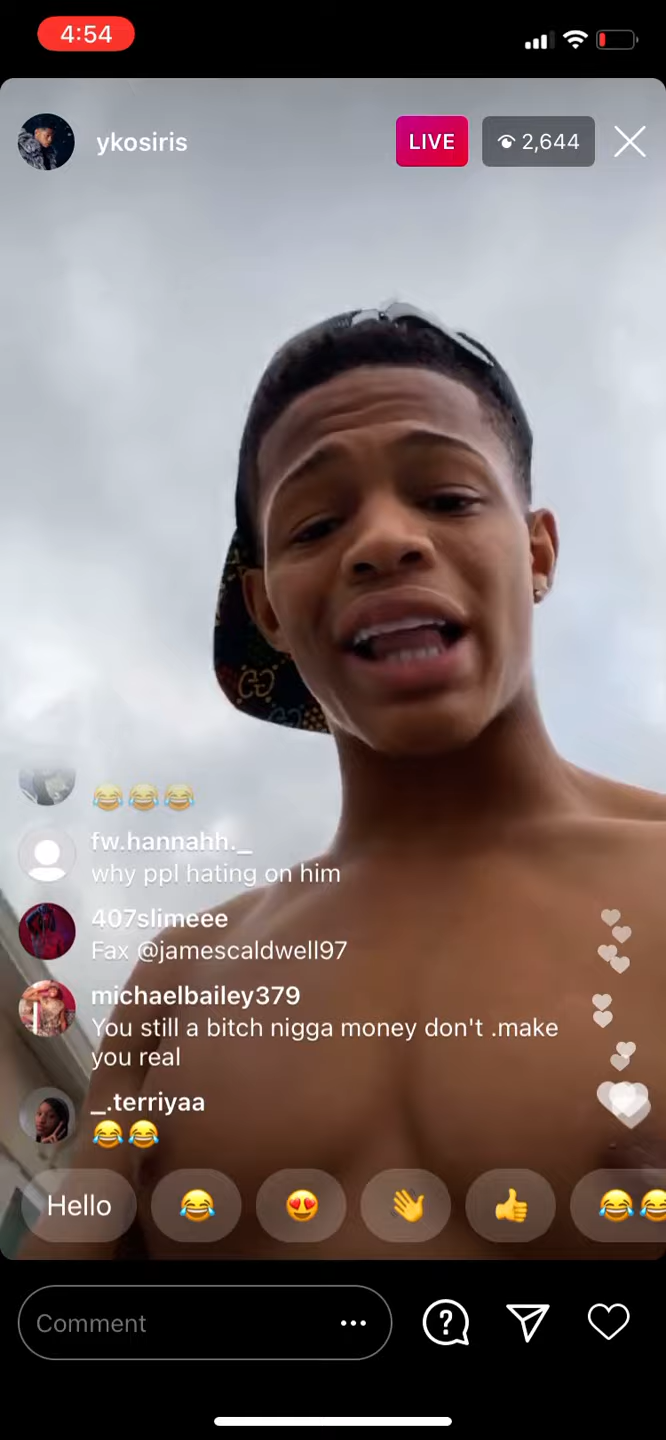 4:54
ykosiris
LIVE
2,644
😂😂😂
fw.hannahh._
why ppl hating on him
407slimeee
Fax @jamescaldwell97
michaelbailey379
You still a bitch nigga money don't .make
you real
_.terriyaa
😂😂
Hello 😂 😍 👋 👍 😂😂
Comment